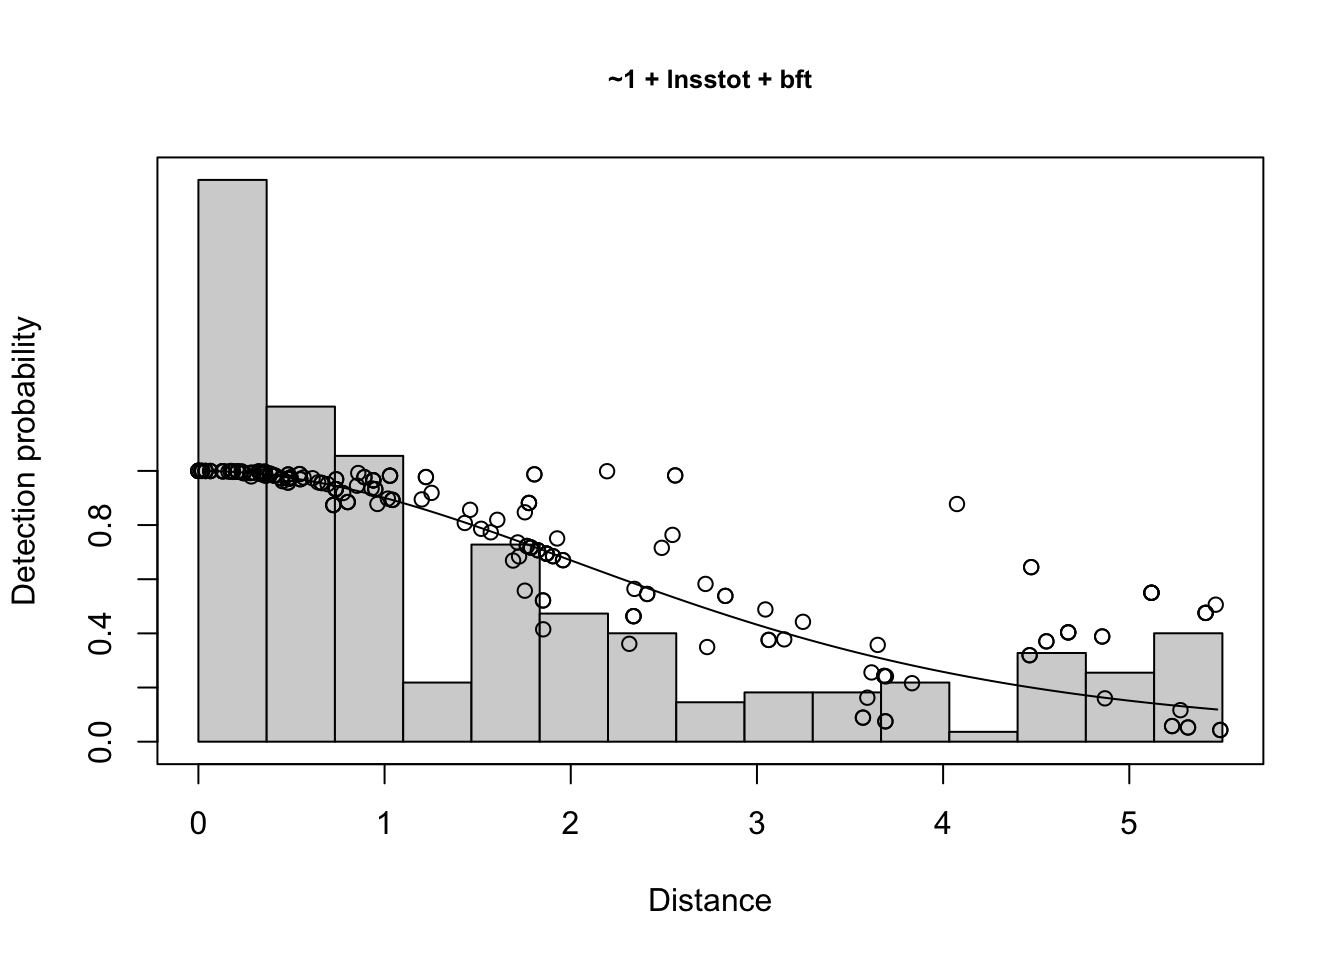 ~1 + lnsstot + bft
Detection probability
0.8
0.4
0.0
0 1 2 3 4 5
Distance